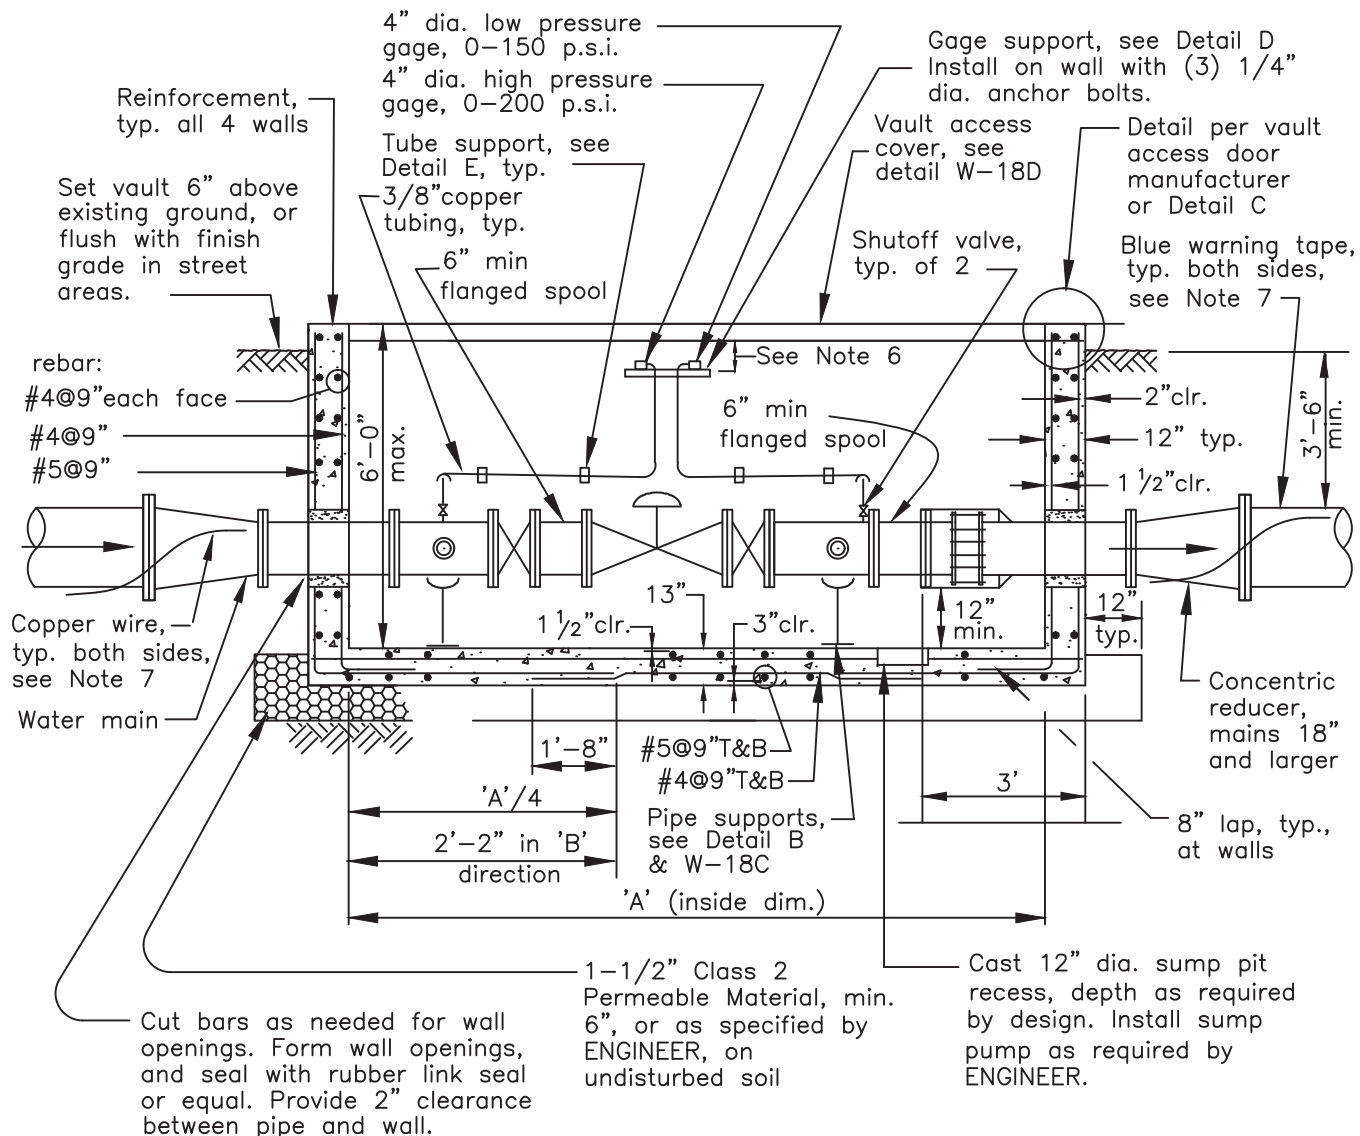 4” dia. low pressure
gage, 0–150 p.s.i.
4” dia. high pressure
gage, 0–200 p.s.i.
Gage support, see Detail D
Install on wall with (3) 1/4”
dia. anchor bolts.
Reinforcement,
typ. all 4 walls
Tube support, see
Detail E, typ.
3/8”copper
tubing, typ.
Vault access
cover, see
detail W–18D
Detail per vault
access door
manufacturer
or Detail C
Set vault 6” above
existing ground, or
flush with finish
grade in street
areas.
6” min
flanged spool
Shutoff valve,
typ. of 2
Blue warning tape,
typ. both sides,
see Note 7
See Note 6
rebar:
#4@9”each face
#4@9”
#5@9”
6’–0”
max.
6” min
flanged spool
2”clr.
12” typ.
1 1/2”clr.
3’–6”
min.
Copper wire,
typ. both sides,
see Note 7
Water main
1 1/2”clr.
13”
3”clr.
12”
min.
12”
typ.
Concentric
reducer,
mains 18”
and larger
1’–8”
#5@9”T&B
#4@9”T&B
’A’/4
3’
Pipe supports,
see Detail B
& W–18C
8” lap, typ.,
at walls
2’–2” in ’B’
direction
’A’ (inside dim.)
1–1/2” Class 2
Permeable Material, min.
6”, or as specified by
ENGINEER, on
undisturbed soil
Cast 12” dia. sump pit
recess, depth as required
by design. Install sump
pump as required by
ENGINEER.
Cut bars as needed for wall
openings. Form wall openings,
and seal with rubber link seal
or equal. Provide 2” clearance
between pipe and wall.